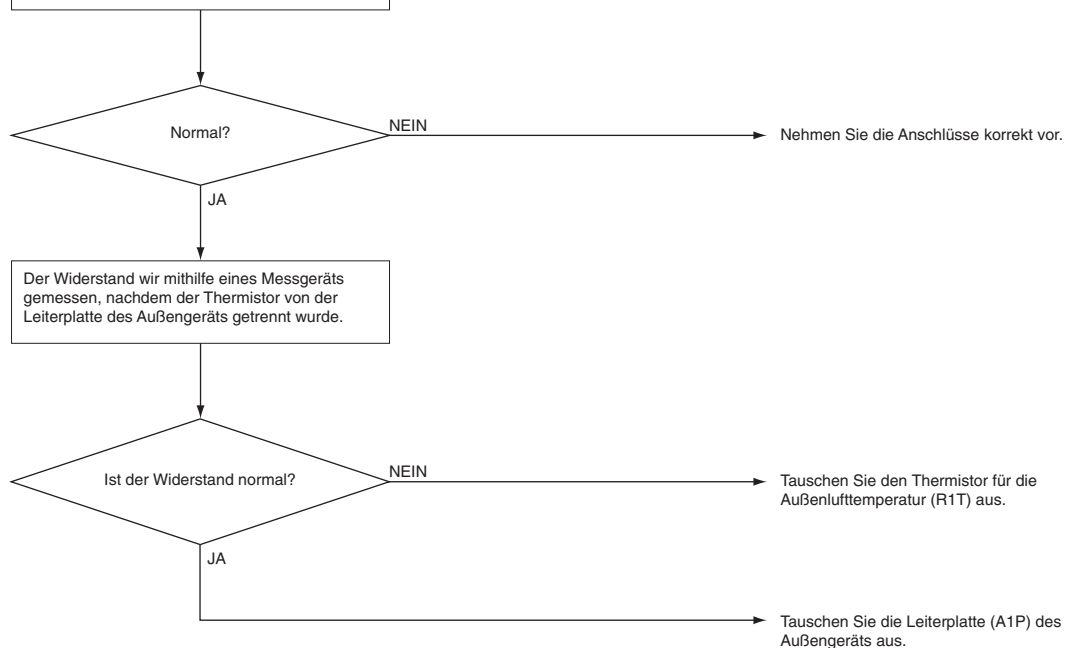 Normal?
NEIN
Nehmen Sie die Anschlüsse korrekt vor.
JA
Der Widerstand wir mithilfe eines Messgeräts
gemessen, nachdem der Thermistor von der
Leiterplatte des Außengeräts getrennt wurde.
Ist der Widerstand normal?
NEIN
Tauschen Sie den Thermistor für die
Außenlufttemperatur (R1T) aus.
JA
Tauschen Sie die Leiterplatte (A1P) des
Außengeräts aus.